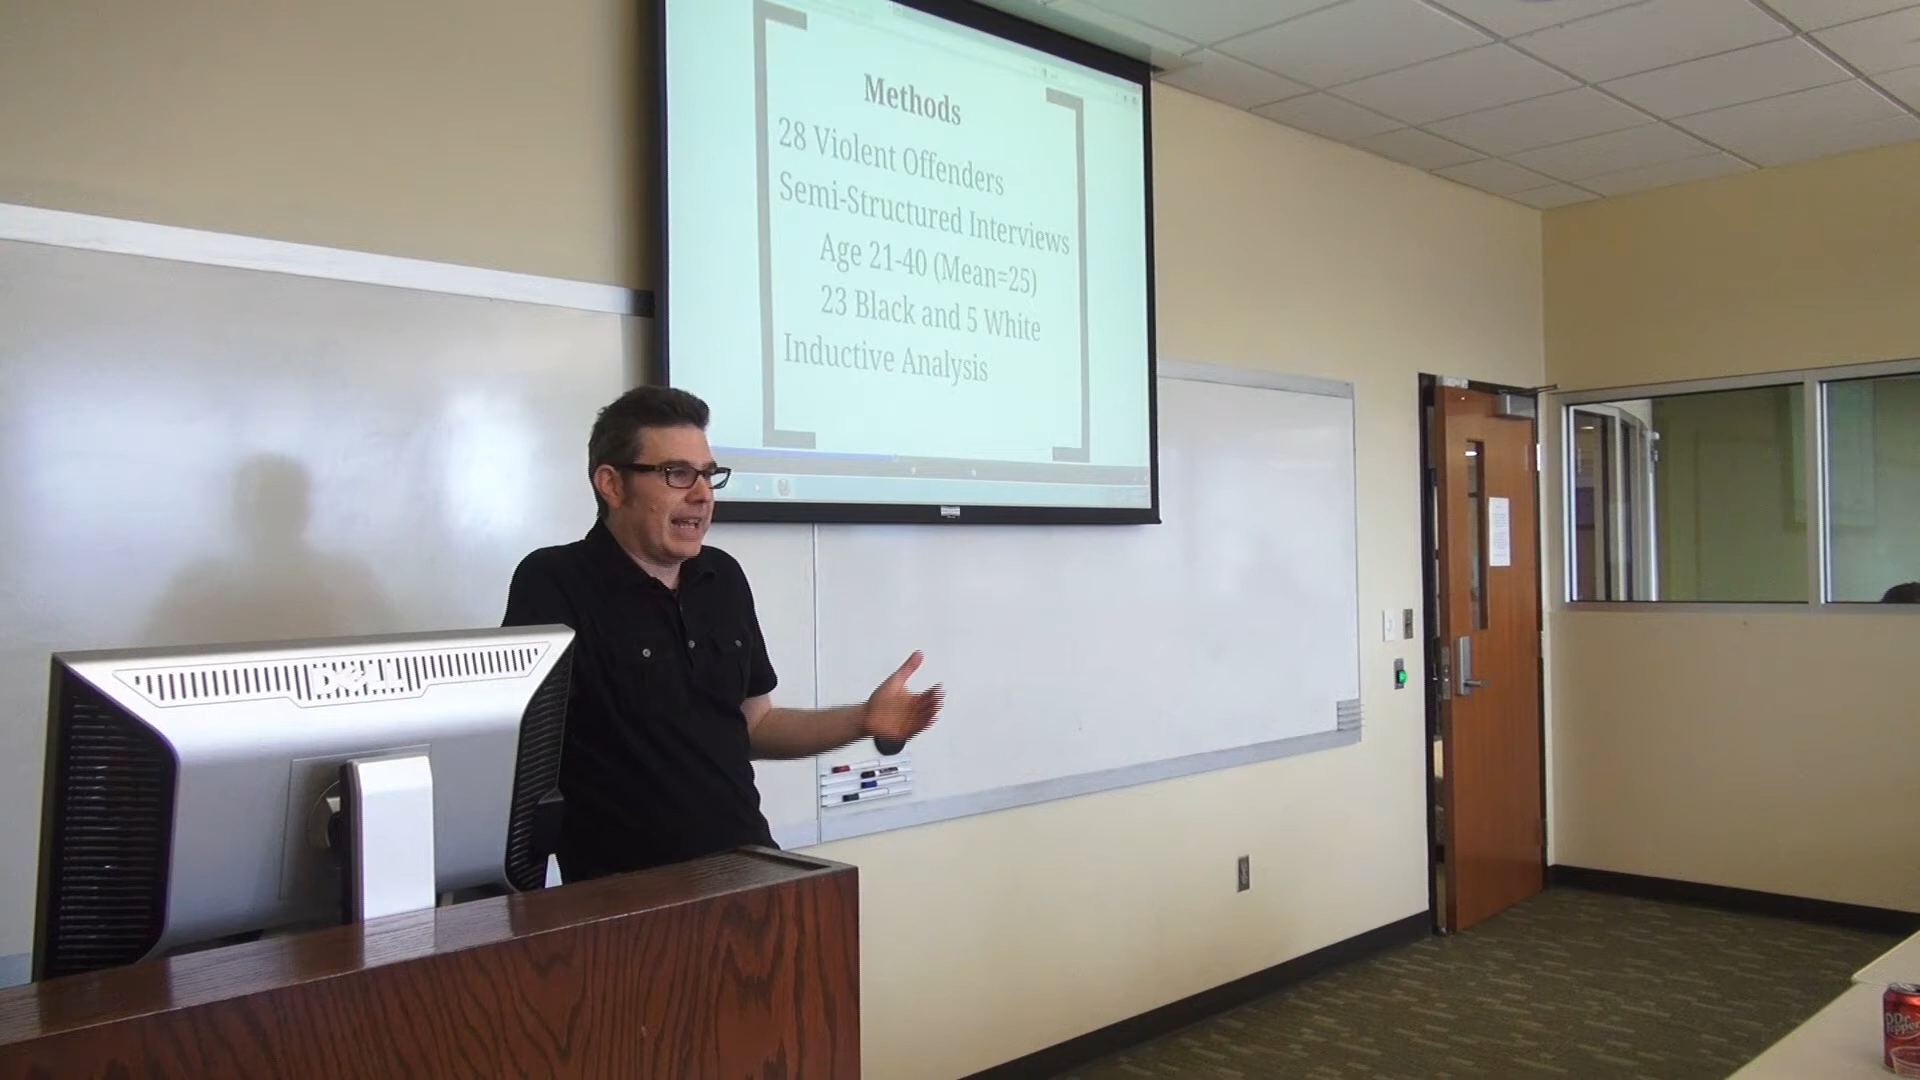 Methods
28 Violent Offenders
Semi-Structured Interviews
Age 21-40 (Mean=25)
23 Black and 5 White
Inductive Analysis
DELL
Dr Pepper